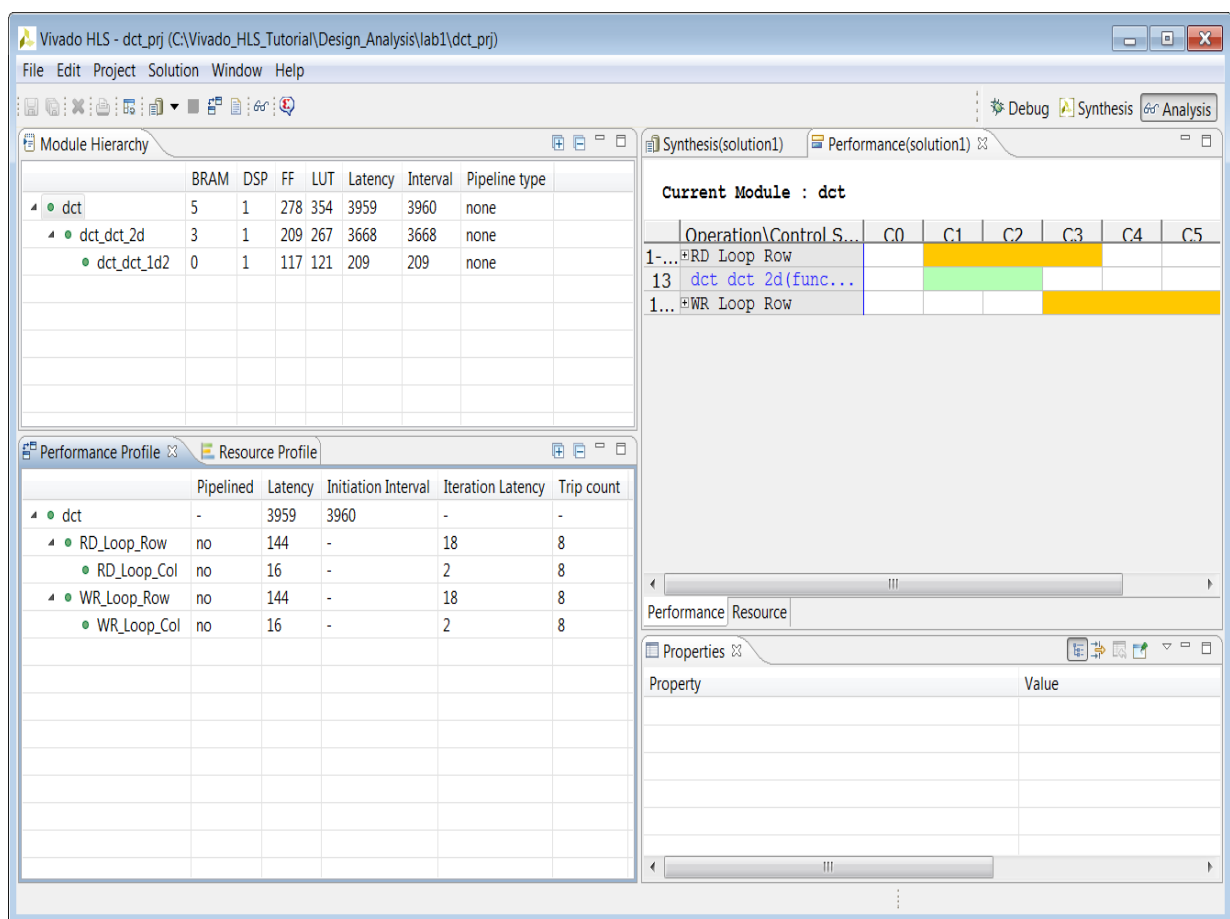 Vivado HLS - dct_prj (C:\Vivado_HLS_Tutorial\Design_Analysis\lab1\dct_prj)
File Edit Project Solution Window Help
Debug Synthesis Analysis
Module Hierarchy
BRAM DSP FF LUT Latency Interval Pipeline type
dct 5 1 278 354 3959 3960 none
dct_dct_2d 3 1 209 267 3668 3668 none
dct_dct_1d2 0 1 117 121 209 209 none
Performance Profile Resource Profile
Pipelined Latency Initiation Interval Iteration Latency Trip count
dct - 3959 3960 - -
RD_Loop_Row no 144 - 18 8
RD_Loop_Col no 16 - 2 8
WR_Loop_Row no 144 - 18 8
WR_Loop_Col no 16 - 2 8
Synthesis(solution1) Performance(solution1)
Current Module : dct
Operation\Control S... C0 C1 C2 C3 C4 C5
1-... RD Loop Row
13 dct dct 2d(func...
1... WR Loop Row
Performance Resource
Properties
Property Value